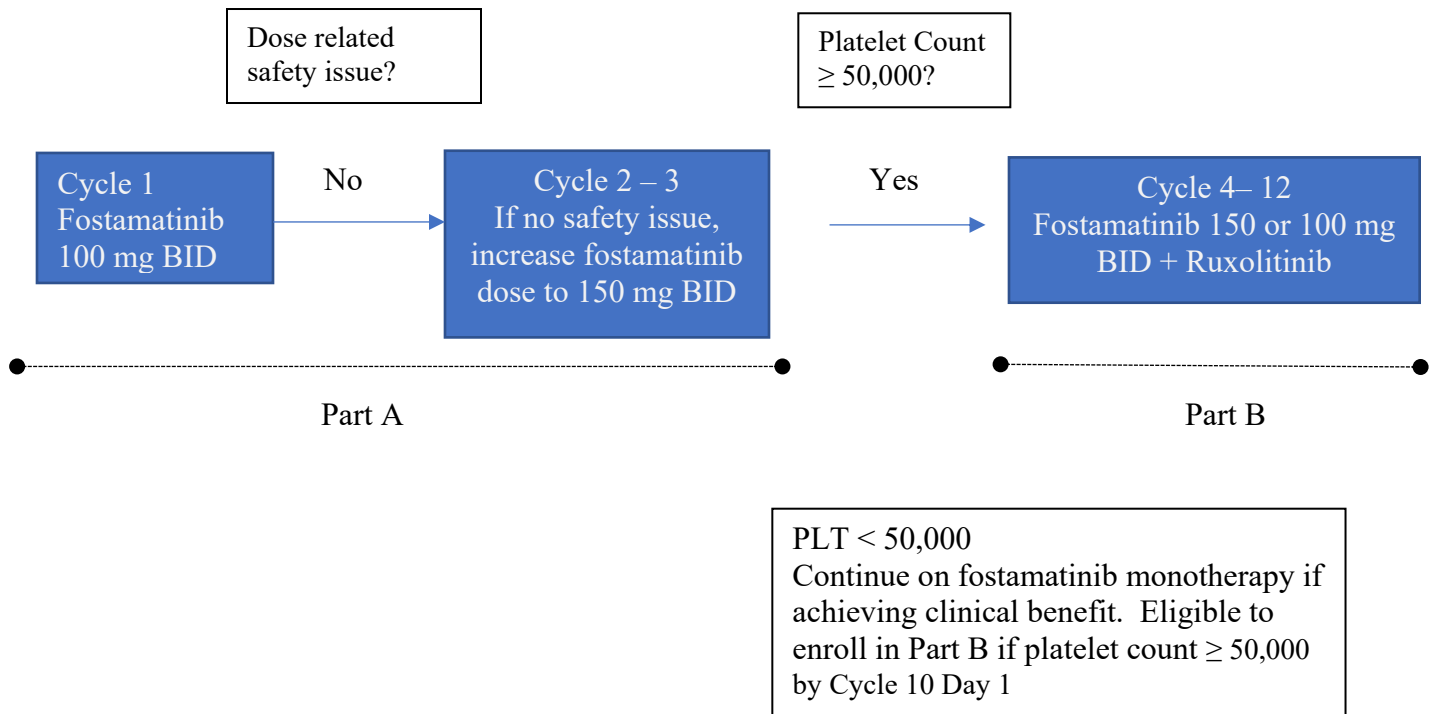 Dose related
safety issue?
Platelet Count
≥ 50,000?
Cycle 1
Fostamatinib
100 mg BID
No
Cycle 2 – 3
If no safety issue,
increase fostamatinib
dose to 150 mg BID
Yes
Cycle 4– 12
Fostamatinib 150 or 100 mg
BID + Ruxolitinib
Part A
Part B
PLT < 50,000
Continue on fostamatinib monotherapy if
achieving clinical benefit.  Eligible to
enroll in Part B if platelet count ≥ 50,000
by Cycle 10 Day 1